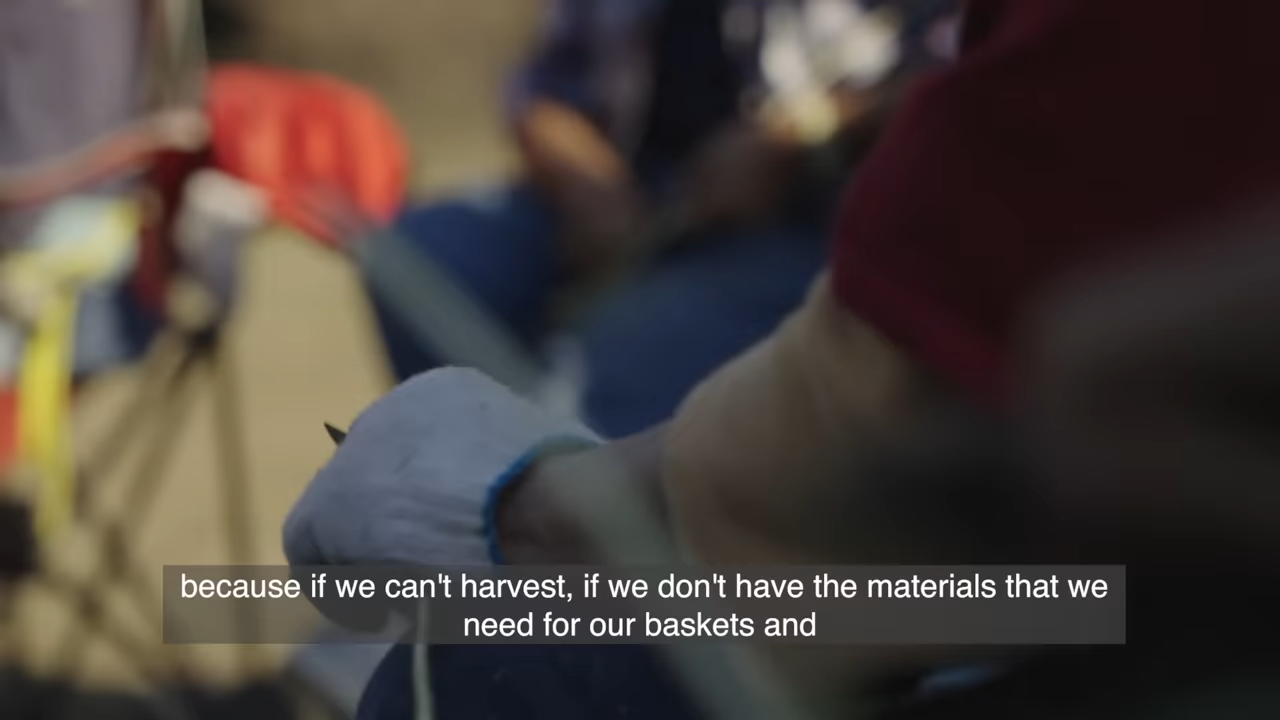 because if we can't harvest, if we don't have the materials that we
need for our baskets and